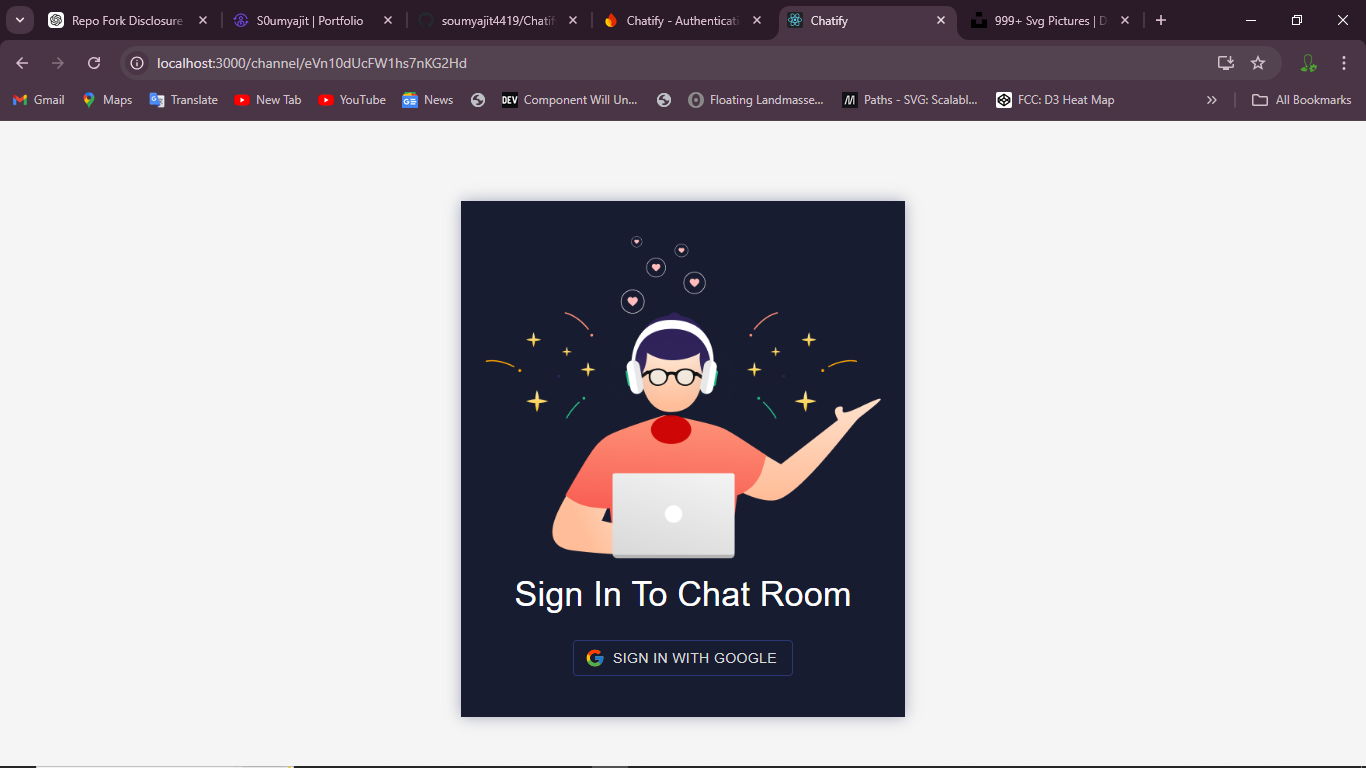 Repo Fork Disclosure
S0umyajit | Portfolio
soumyajit4419/Chatif
Chatify - Authenticati
Chatify
999+ Svg Pictures | D
localhost:3000/channel/eVn10dUcFW1hs7nKG2Hd
Gmail
Maps
Translate
New Tab
YouTube
News
DEV
Component Will Un...
Floating Landmasse...
Paths - SVG: Scalabl...
FCC: D3 Heat Map
All Bookmarks
Sign In To Chat Room
SIGN IN WITH GOOGLE